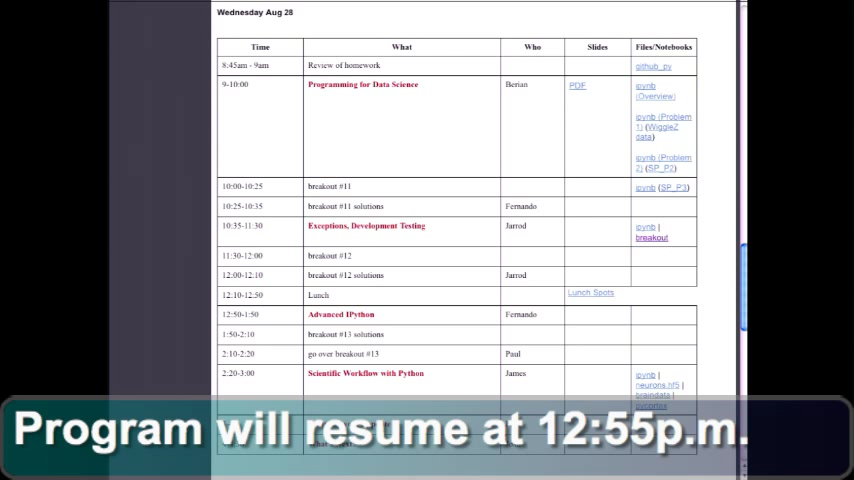 Wednesday Aug 28
Time What Who Slides Files/Notebooks
8:45am - 9am Review of homework github_py
9-10:00 Programming for Data Science Berian PDF ipynb
(Overview)
ipynb (Problem
1) (WiggleZ
data)
ipynb (Problem
2) (SP_P2)
10:00-10:25 breakout #11 ipynb (SP_P3)
10:25-10:35 breakout #11 solutions Fernando
10:35-11:30 Exceptions, Development Testing Jarrod ipynb |
breakout
11:30-12:00 breakout #12
12:00-12:10 breakout #12 solutions Jarrod
12:10-12:50 Lunch Lunch Spots
12:50-1:50 Advanced IPython Fernando
1:50-2:10 breakout #13 solutions
2:10-2:20 go over breakout #13 Paul
2:20-3:00 Scientific Workflow with Python James ipynb |
neurons.hf5 |
braindata |
pycortex
Program will resume at 12:55p.m.